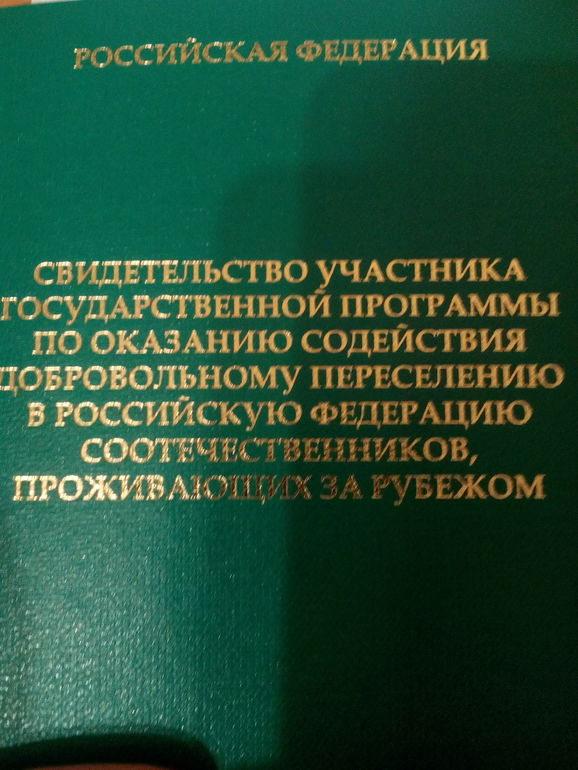 РОССИЙСКАЯ ФЕДЕРАЦИЯ
СВИДЕТЕЛЬСТВО УЧАСТНИКА
ГОСУДАРСТВЕННОЙ ПРОГРАММЫ
ПО ОКАЗАНИЮ СОДЕЙСТВИЯ
ДОБРОВОЛЬНОМУ ПЕРЕСЕЛЕНИЮ
В РОССИЙСКУЮ ФЕДЕРАЦИЮ
СООТЕЧЕСТВЕННИКОВ,
ПРОЖИВАЮЩИХ ЗА РУБЕЖОМ